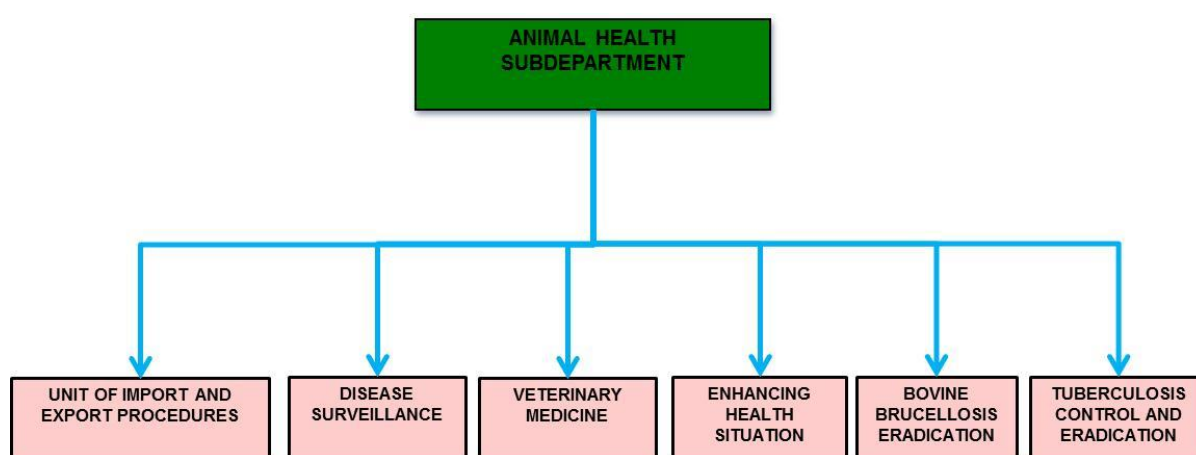 ANIMAL HEALTH
SUBDEPARTMENT
UNIT OF IMPORT AND
EXPORT PROCEDURES
DISEASE
SURVEILLANCE
VETERINARY
MEDICINE
ENHANCING
HEALTH
SITUATION
BOVINE
BRUCELLOSIS
ERADICATION
TUBERCULOSIS
CONTROL AND
ERADICATION